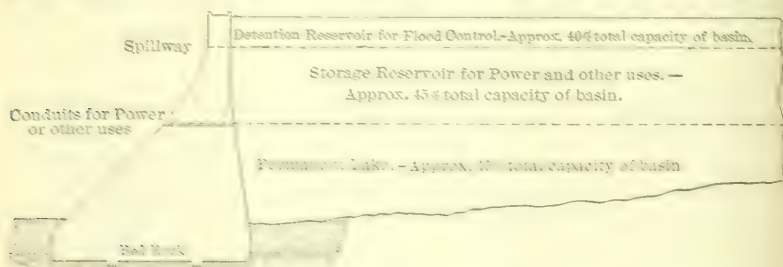 Detention Reservoir for Flood Control.-Approx. 40% total capacity of basin.
Spillway
Storage Reservoir for Power and other uses.—
Approx. 45% total capacity of basin.
Conduits for Power
or other uses
Permanent Lake.-Approx. total capacity of basin
Bed Rock